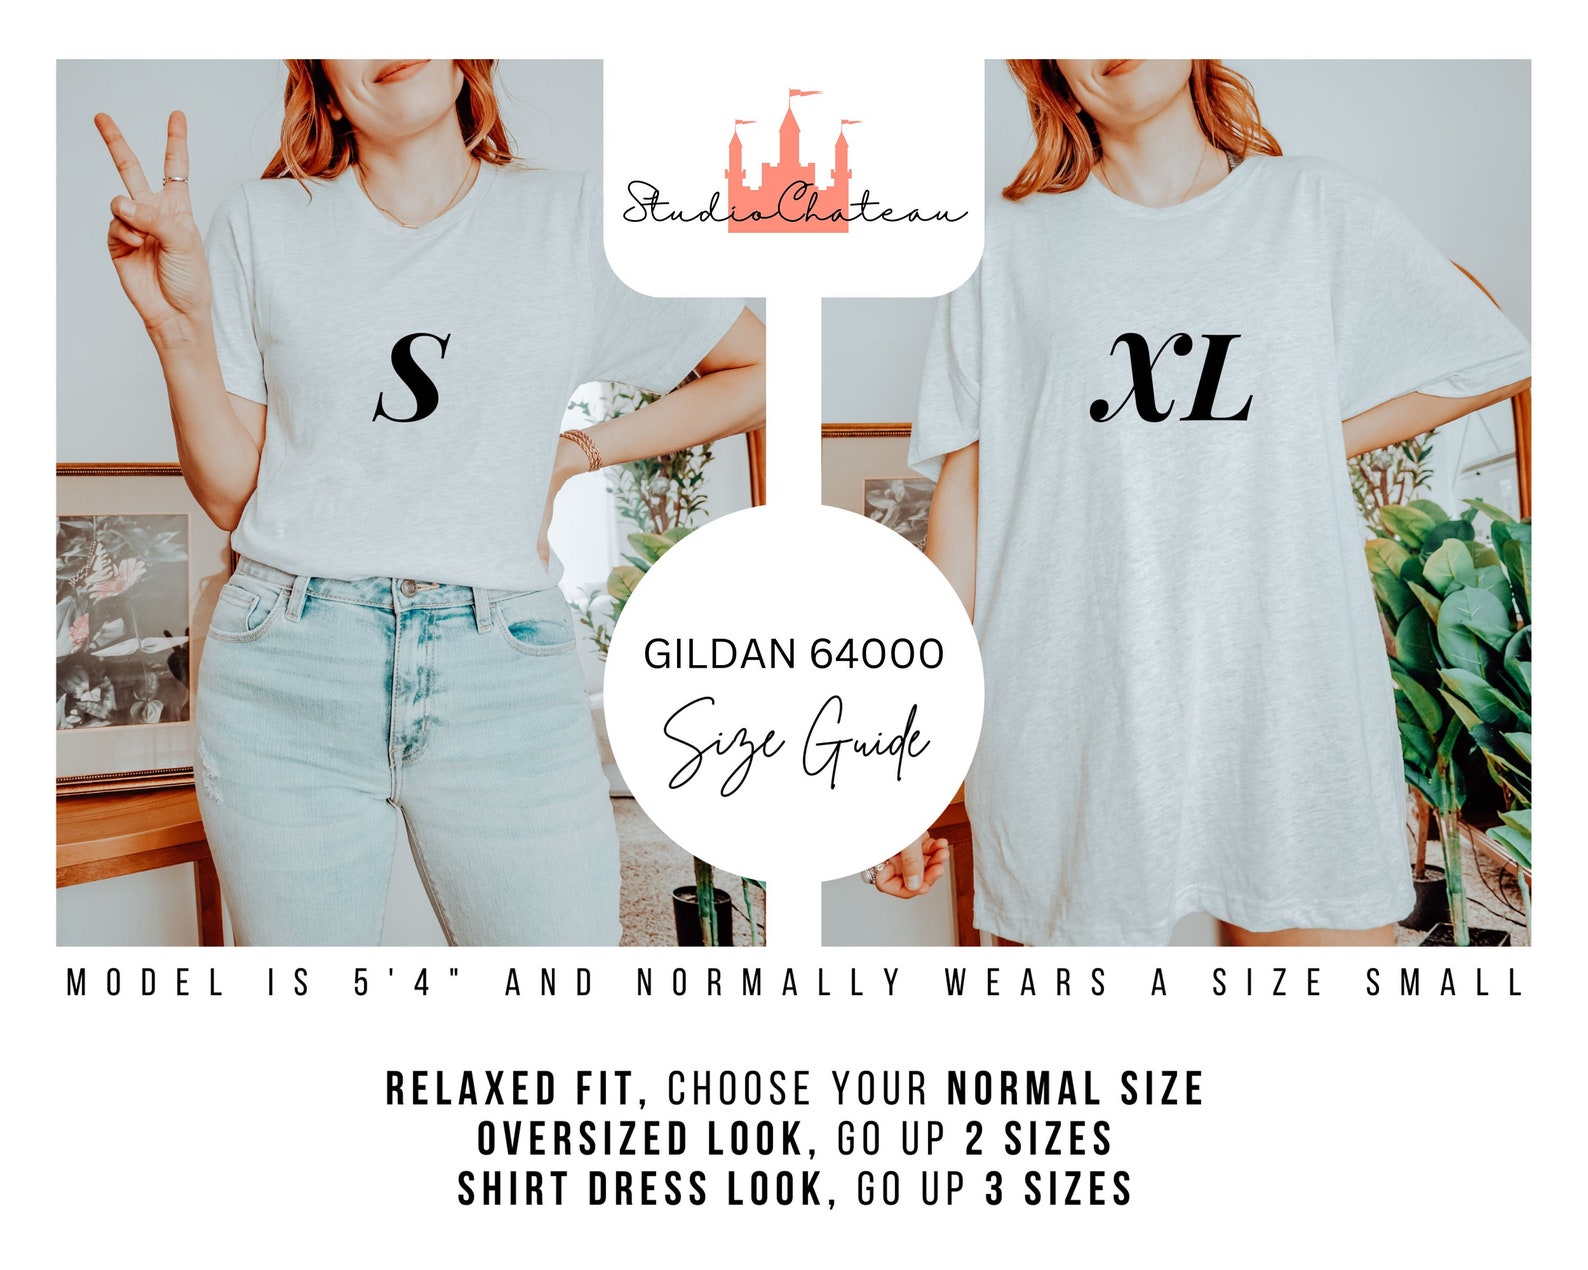 StudioChateau
S
XL
GILDAN 64000
Size Guide
MODEL IS 5'4" AND NORMALLY WEARS A SIZE SMALL
RELAXED FIT, CHOOSE YOUR NORMAL SIZE
OVERSIZED LOOK, GO UP 2 SIZES
SHIRT DRESS LOOK, GO UP 3 SIZES